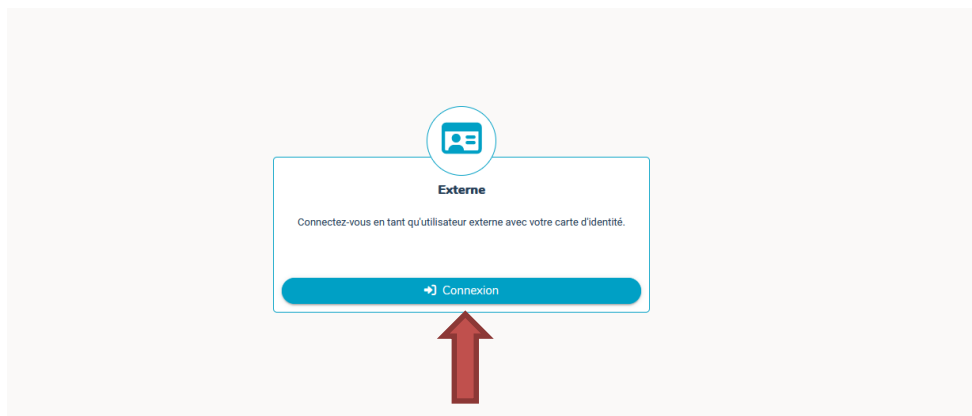 Externe
Connectez-vous en tant qu'utilisateur externe avec votre carte d'identité.
Connexion